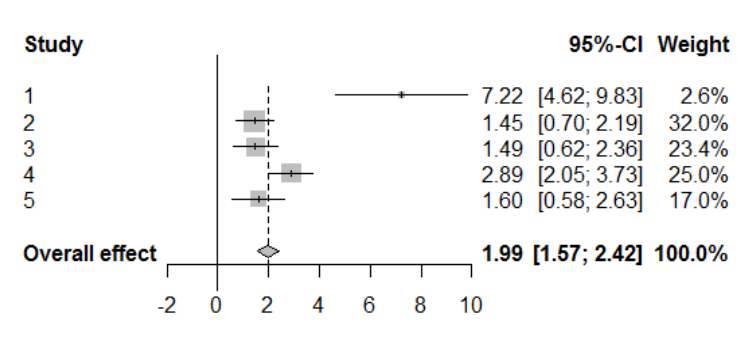 Study 95%-CI Weight
1 7.22 [4.62; 9.83] 2.6%
2 1.45 [0.70; 2.19] 32.0%
3 1.49 [0.62; 2.36] 23.4%
4 2.89 [2.05; 3.73] 25.0%
5 1.60 [0.58; 2.63] 17.0%
Overall effect 1.99 [1.57; 2.42] 100.0%
-2 0 2 4 6 8 10